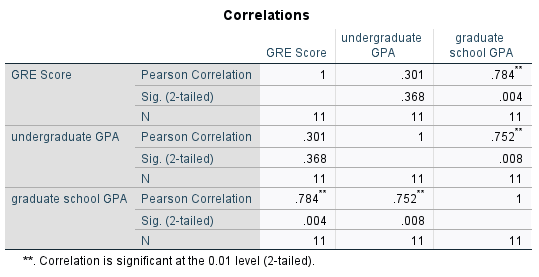 Correlations
GRE Score undergraduate GPA graduate school GPA
GRE Score Pearson Correlation 1 .301 .784**
Sig. (2-tailed) .368 .004
N 11 11 11
undergraduate GPA Pearson Correlation .301 1 .752**
Sig. (2-tailed) .368 .008
N 11 11 11
graduate school GPA Pearson Correlation .784** .752** 1
Sig. (2-tailed) .004 .008
N 11 11 11
**. Correlation is significant at the 0.01 level (2-tailed).